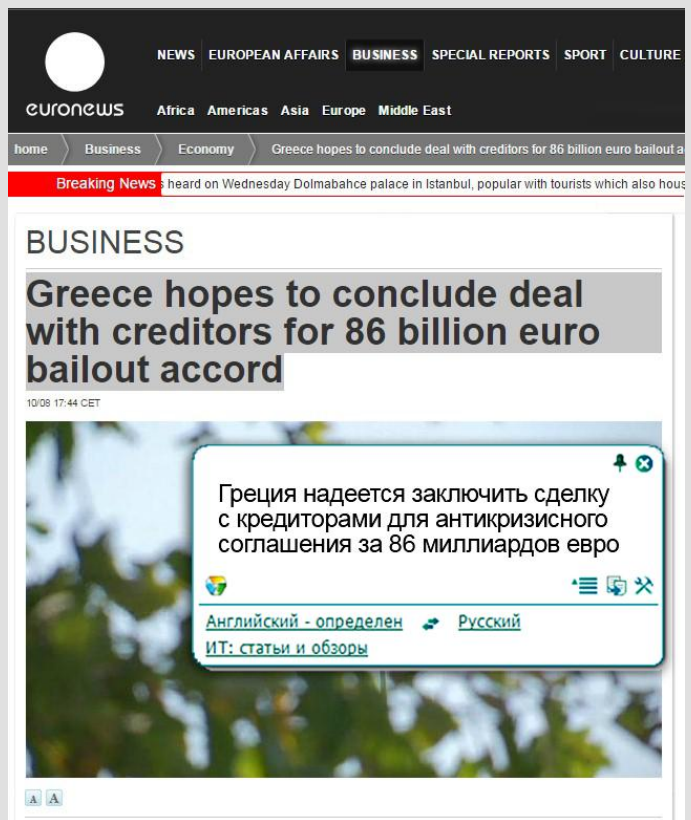 NEWS EUROPEAN AFFAIRS BUSINESS SPECIAL REPORTS SPORT CULTURE
euronews
Africa Americas Asia Europe Middle East
home Business Economy Greece hopes to conclude deal with creditors for 86 billion euro bailout a
Breaking News s heard on Wednesday Dolmabahce palace in Istanbul, popular with tourists which also hous
BUSINESS
Greece hopes to conclude deal
with creditors for 86 billion euro
bailout accord
10/08 17:44 CET
Греция надеется заключить сделку
с кредиторами для антикризисного
соглашения за 86 миллиардов евро
Английский - определен Русский
ИТ: статьи и обзоры
A A